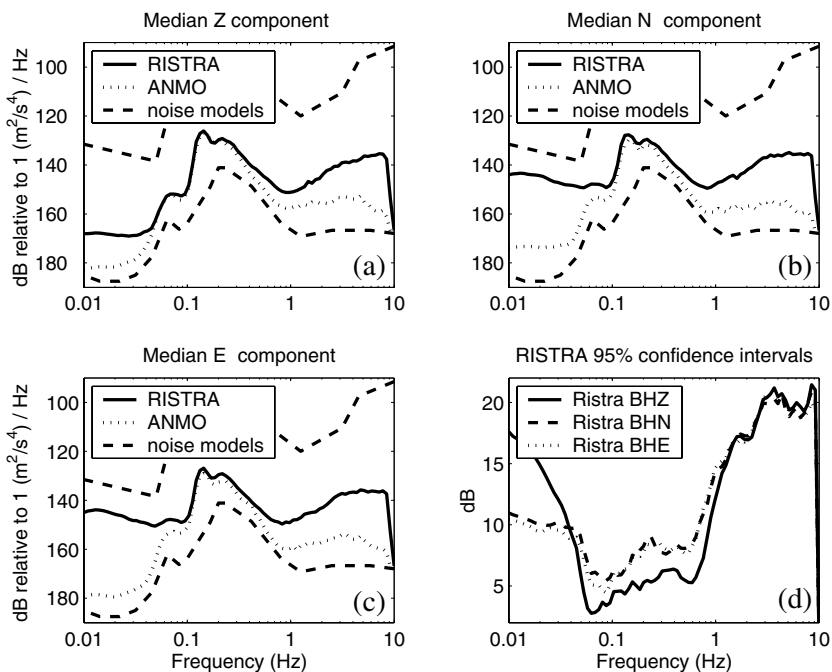 Median Z component
RISTRA
ANMO
noise models
100
120
140
160
180
dB relative to 1 (m²/s⁴) / Hz
(a)
0.01
0.1
1
10
Median N component
RISTRA
ANMO
noise models
100
120
140
160
180
(b)
0.01
0.1
1
10
Median E component
RISTRA
ANMO
noise models
100
120
140
160
180
dB relative to 1 (m²/s⁴) / Hz
(c)
0.01
0.1
1
10
Frequency (Hz)
RISTRA 95% confidence intervals
Ristra BHZ
Ristra BHN
Ristra BHE
20
15
10
5
dB
(d)
0.01
0.1
1
10
Frequency (Hz)